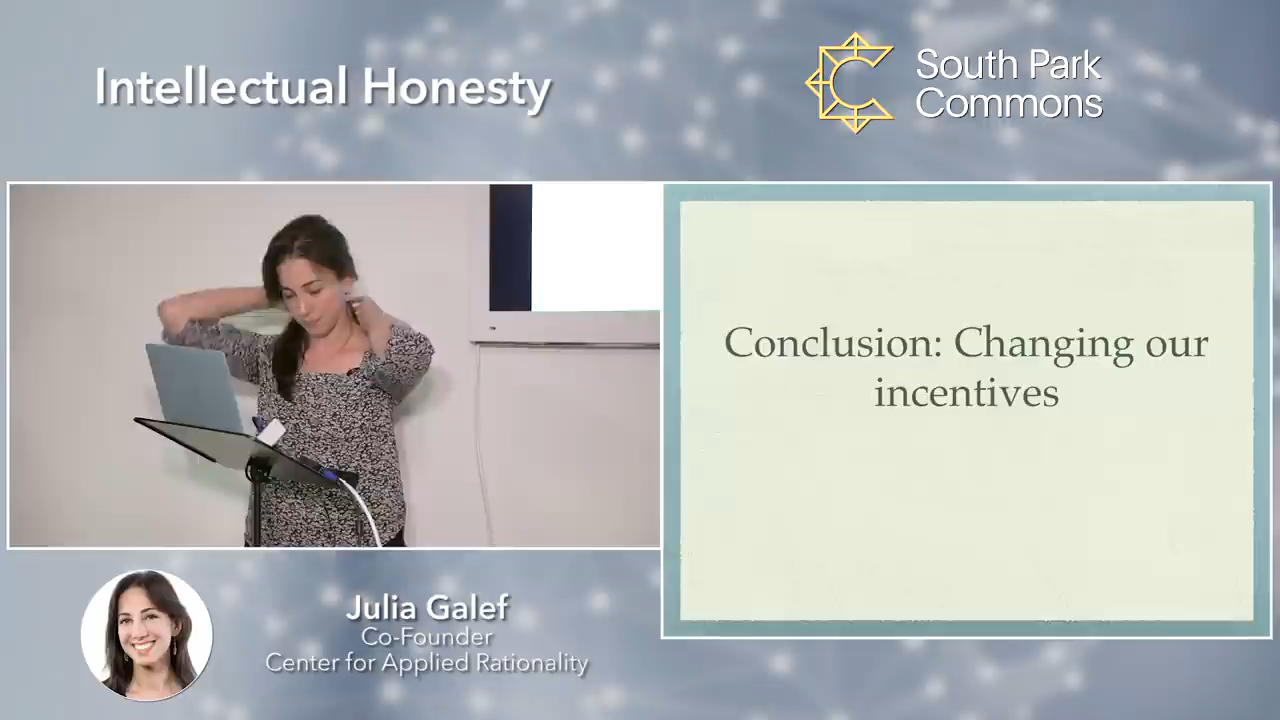 Intellectual Honesty
South Park
Commons
Conclusion: Changing our
incentives
Julia Galef
Co-Founder
Center for Applied Rationality